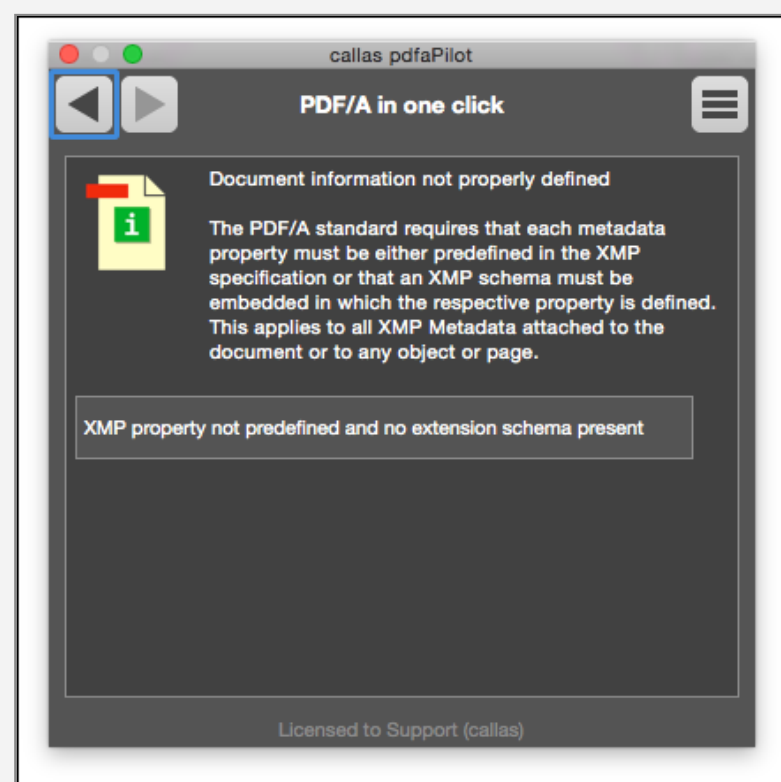 callas pdfaPilot
PDF/A in one click
Document information not properly defined
i
The PDF/A standard requires that each metadata
property must be either predefined in the XMP
specification or that an XMP schema must be
embedded in which the respective property is defined.
This applies to all XMP Metadata attached to the
document or to any object or page.
XMP property not predefined and no extension schema present
Licensed to Support (callas)